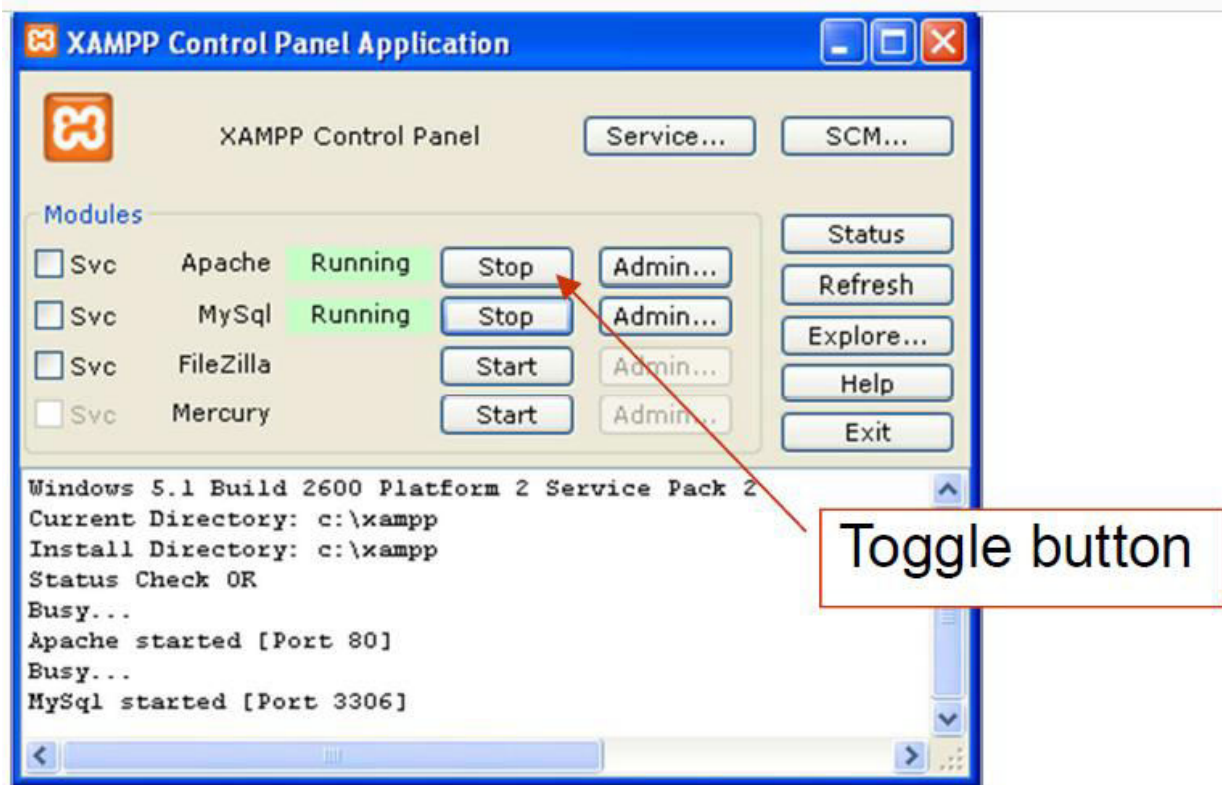 XAMPP Control Panel Application
XAMPP Control Panel Service... SCM...
Modules
Status
Svc Apache Running Stop Admin...
Refresh
Svc MySql Running Stop Admin...
Explore...
Svc FileZilla Start Admin...
Help
Svc Mercury Start Admin...
Exit
Windows 5.1 Build 2600 Platform 2 Service Pack 2
Current Directory: c:\xampp
Install Directory: c:\xampp
Status Check OK
Busy...
Apache started [Port 80]
Busy...
MySql started [Port 3306]
Toggle button